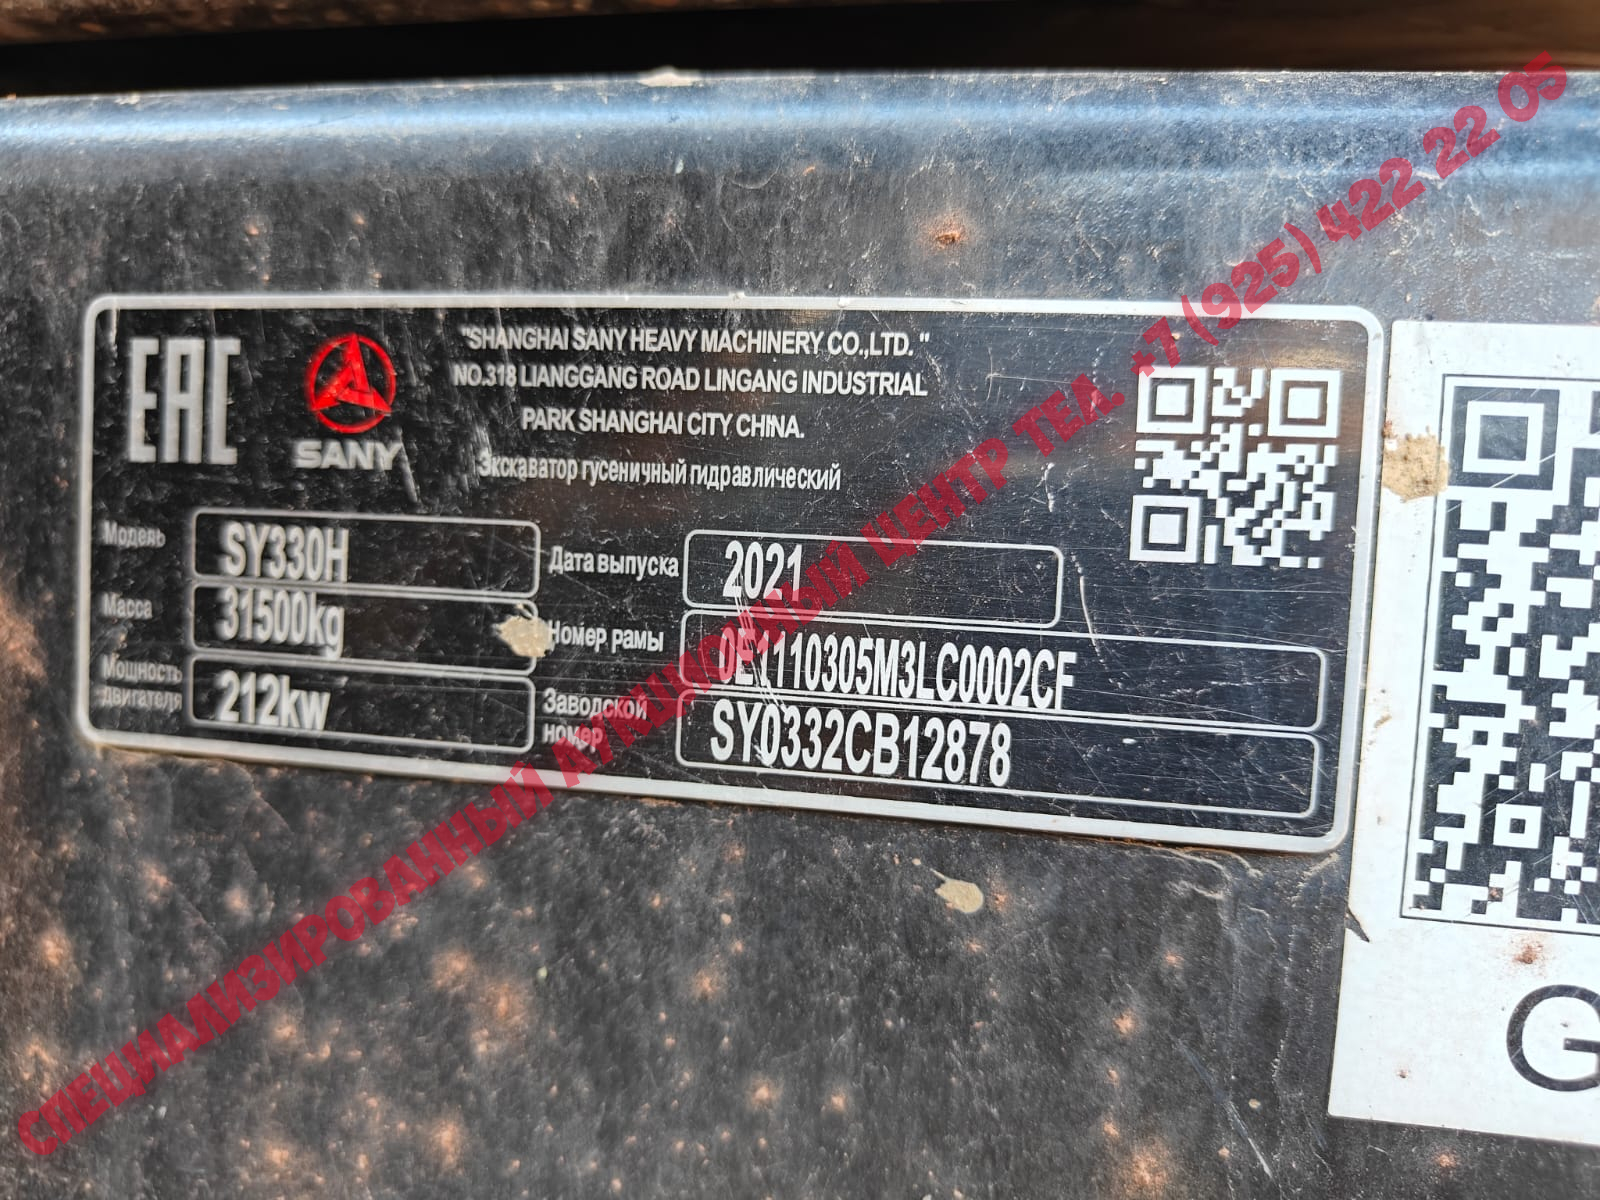 EAC
SANY
"SHANGHAI SANY HEAVY MACHINERY CO.,LTD. "
NO.318 LIANGGANG ROAD LINGANG INDUSTRIAL
PARK SHANGHAI CITY CHINA.
Экскаватор гусеничный гидравлический
Модель SY330H
Дата выпуска 2021
Масса 31500kg
Номер рамы 0E1110305M3LC0002CF
Мощность двигателя 212kw
Заводской номер SY0332CB12878
G
СПЕЦИАЛИЗИРОВАННЫЙ АУКЦИОННЫЙ ЦЕНТР ТЕЛ. +7 (925) 422 22 05